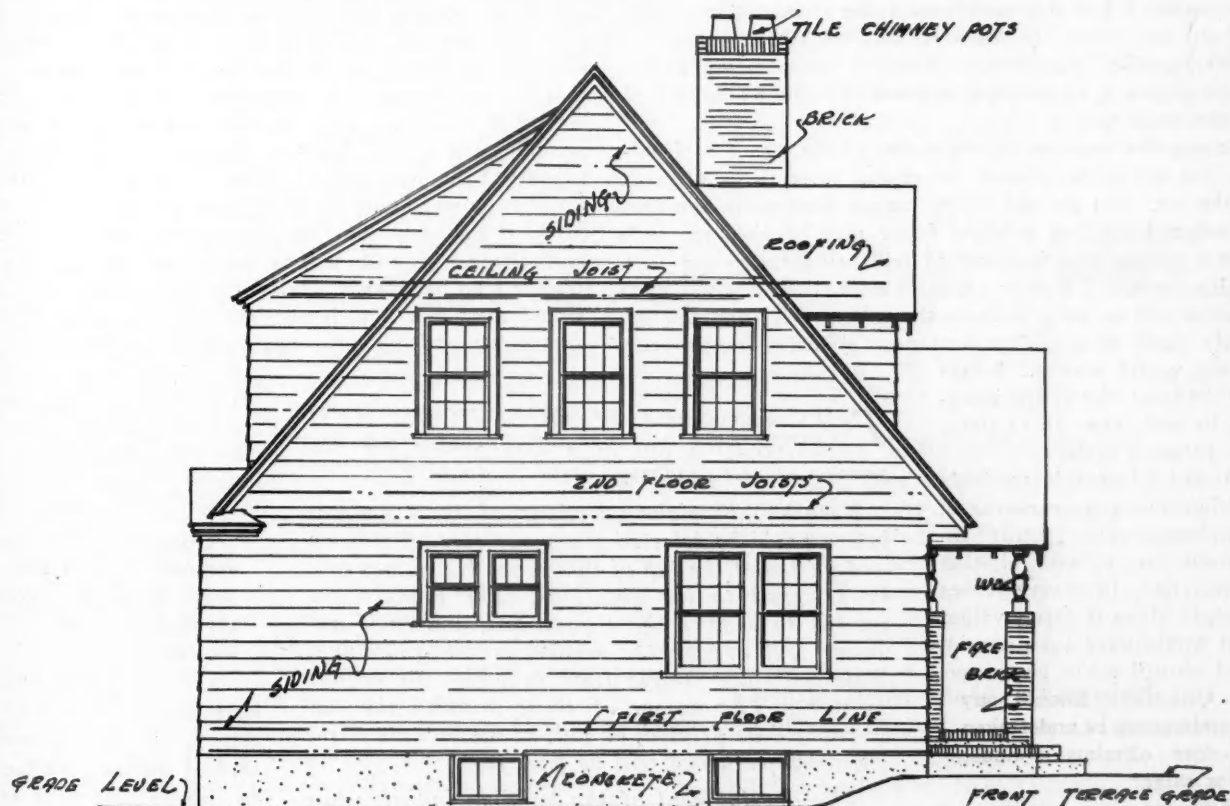 TILE CHIMNEY POTS
BRICK
SIDING
ROOFING
CEILING JOIST
2ND FLOOR JOISTS
WOOD
SIDING
FACE
BRICK
FIRST FLOOR LINE
CONCRETE
GRADE LEVEL
FRONT TERRACE GRADE